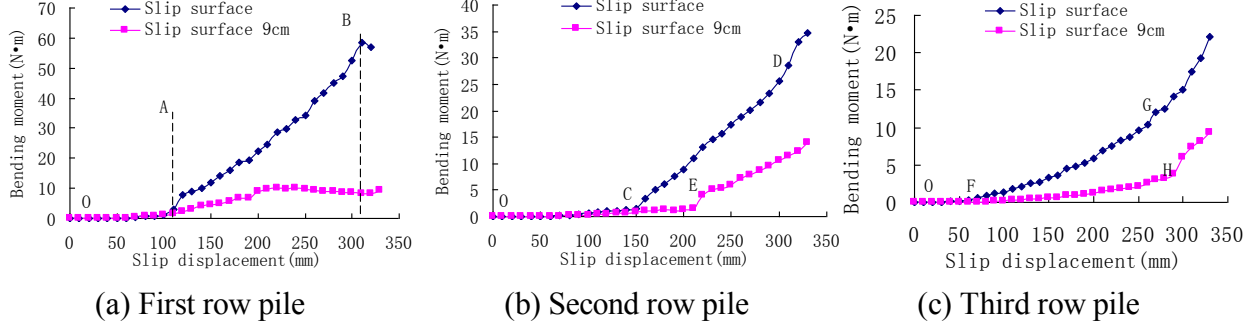 Slip surface
Slip surface 9cm
Bending moment(N•m)
70
60
50
40
30
20
10
0
O
A
B
0 50 100 150 200 250 300 350
Slip displacement(mm)
(a) First row pile
Slip surface
Slip surface 9cm
Bending moment(N•m)
40
35
30
25
20
15
10
5
0
O
C
E
D
0 50 100 150 200 250 300 350
Slip displacement(mm)
(b) Second row pile
Slip surface
Slip surface 9cm
Bending moment(N•m)
25
20
15
10
5
0
O
F
G
H
0 50 100 150 200 250 300 350
Slip displacement(mm)
(c) Third row pile